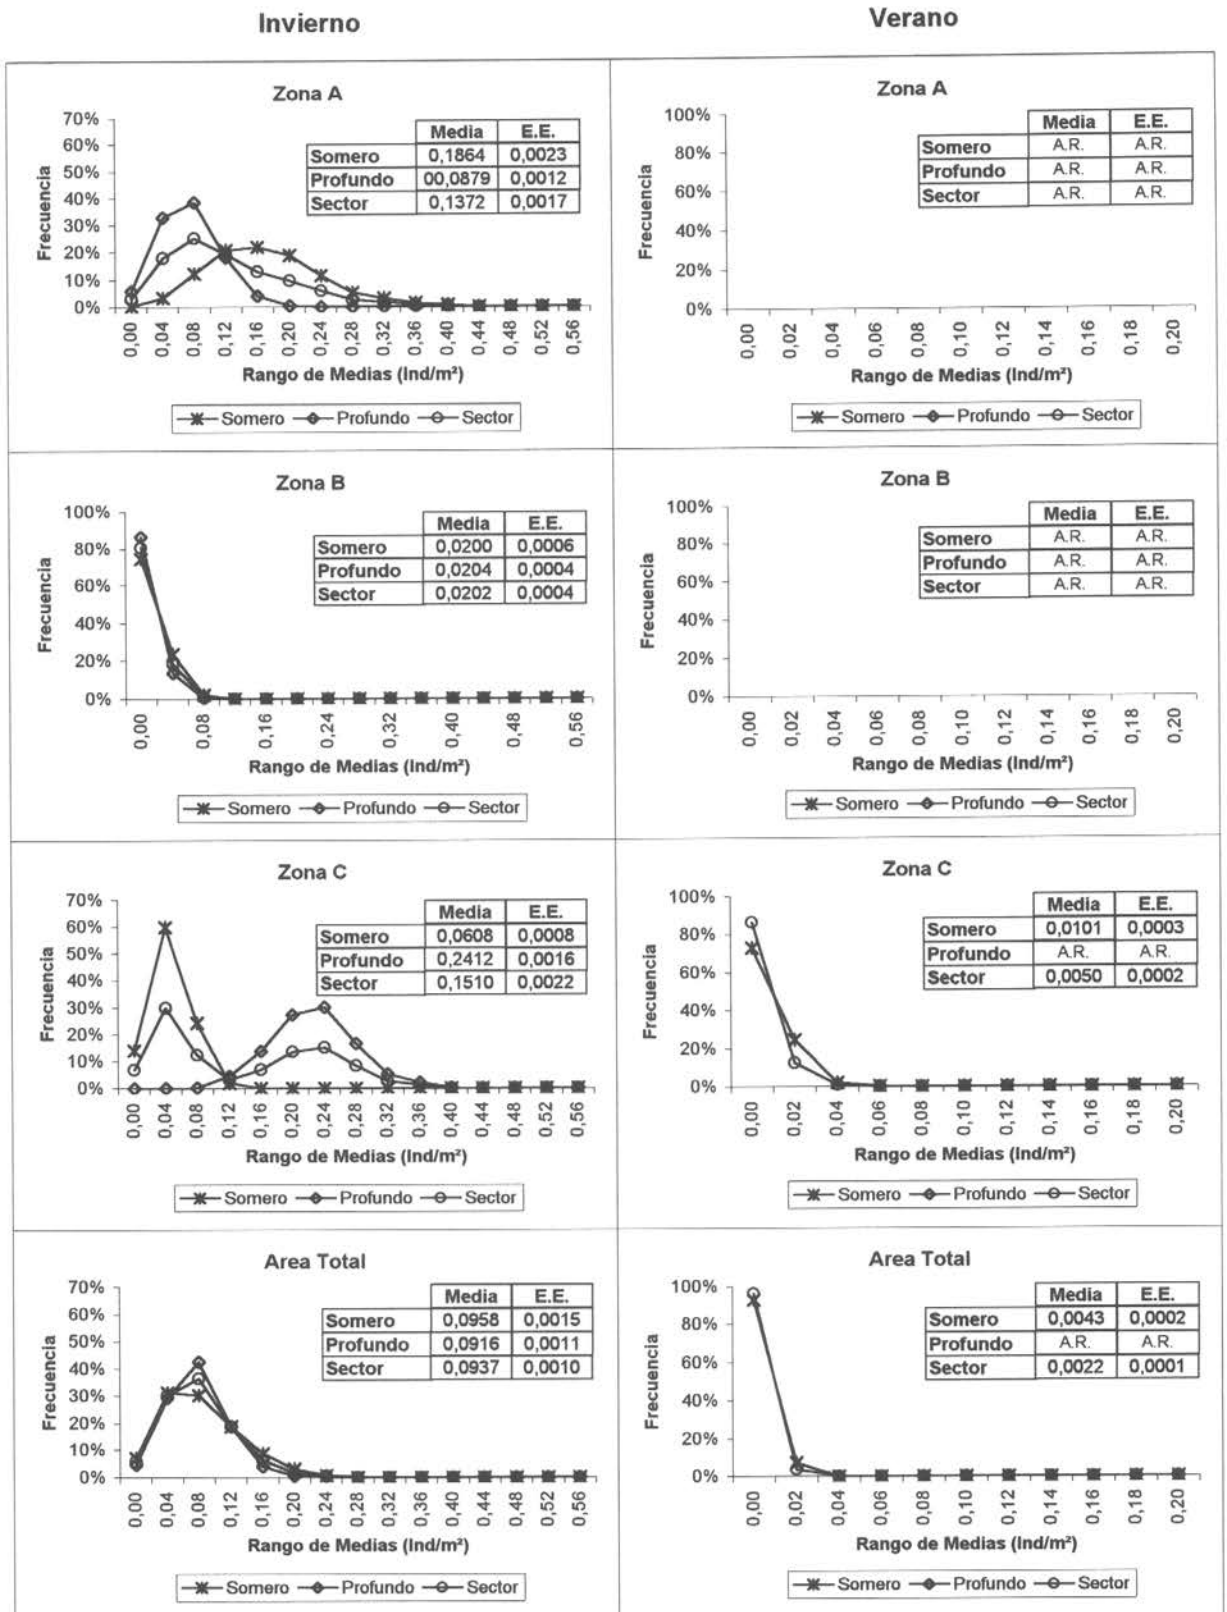 Invierno
Verano
Zona A
70%
60%
50%
40%
30%
20%
10%
0%
Frecuencia
Media E.E.
Somero 0,1864 0,0023
Profundo 00,0879 0,0012
Sector 0,1372 0,0017
0,00 0,04 0,08 0,12 0,16 0,20 0,24 0,28 0,32 0,36 0,40 0,44 0,48 0,52 0,56
Rango de Medias (Ind/m²)
Somero Profundo Sector
Zona A
100%
80%
60%
40%
20%
0%
Frecuencia
Media E.E.
Somero A.R. A.R.
Profundo A.R. A.R.
Sector A.R. A.R.
0,00 0,02 0,04 0,06 0,08 0,10 0,12 0,14 0,16 0,18 0,20
Rango de Medias (Ind/m²)
Somero Profundo Sector
Zona B
100%
80%
60%
40%
20%
0%
Frecuencia
Media E.E.
Somero 0,0200 0,0006
Profundo 0,0204 0,0004
Sector 0,0202 0,0004
0,00 0,08 0,16 0,24 0,32 0,40 0,48 0,56
Rango de Medias (Ind/m²)
Somero Profundo Sector
Zona B
100%
80%
60%
40%
20%
0%
Frecuencia
Media E.E.
Somero A.R. A.R.
Profundo A.R. A.R.
Sector A.R. A.R.
0,00 0,02 0,04 0,06 0,08 0,10 0,12 0,14 0,16 0,18 0,20
Rango de Medias (Ind/m²)
Somero Profundo Sector
Zona C
70%
60%
50%
40%
30%
20%
10%
0%
Frecuencia
Media E.E.
Somero 0,0608 0,0008
Profundo 0,2412 0,0016
Sector 0,1510 0,0022
0,00 0,04 0,08 0,12 0,16 0,20 0,24 0,28 0,32 0,36 0,40 0,44 0,48 0,52 0,56
Rango de Medias (Ind/m²)
Somero Profundo Sector
Zona C
100%
80%
60%
40%
20%
0%
Frecuencia
Media E.E.
Somero 0,0101 0,0003
Profundo A.R. A.R.
Sector 0,0050 0,0002
0,00 0,02 0,04 0,06 0,08 0,10 0,12 0,14 0,16 0,18 0,20
Rango de Medias (Ind/m²)
Somero Profundo Sector
Area Total
70%
60%
50%
40%
30%
20%
10%
0%
Frecuencia
Media E.E.
Somero 0,0958 0,0015
Profundo 0,0916 0,0011
Sector 0,0937 0,0010
0,00 0,04 0,08 0,12 0,16 0,20 0,24 0,28 0,32 0,36 0,40 0,44 0,48 0,52 0,56
Rango de Medias (Ind/m²)
Somero Profundo Sector
Area Total
100%
80%
60%
40%
20%
0%
Frecuencia
Media E.E.
Somero 0,0043 0,0002
Profundo A.R. A.R.
Sector 0,0022 0,0001
0,00 0,02 0,04 0,06 0,08 0,10 0,12 0,14 0,16 0,18 0,20
Rango de Medias (Ind/m²)
Somero Profundo Sector